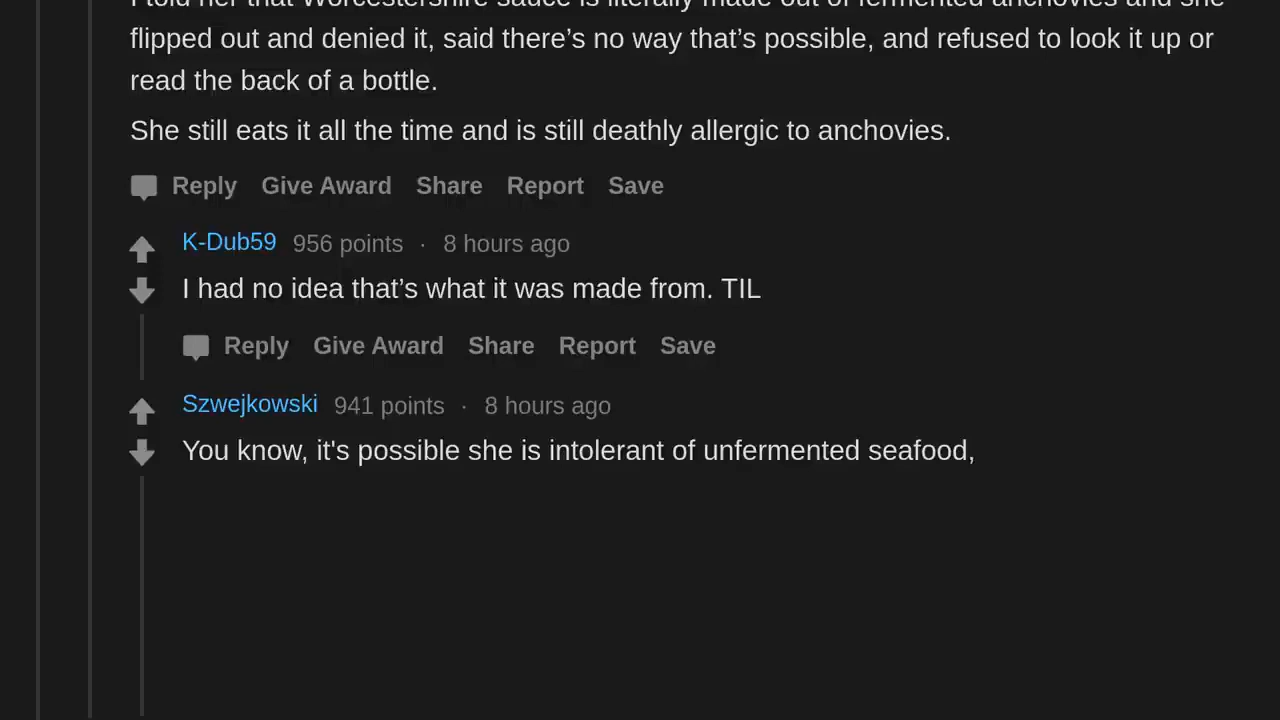 I told her that Worcestershire sauce is literally made out of fermented anchovies and she
flipped out and denied it, said there’s no way that’s possible, and refused to look it up or
read the back of a bottle.
She still eats it all the time and is still deathly allergic to anchovies.
Reply Give Award Share Report Save
K-Dub59 956 points · 8 hours ago
I had no idea that’s what it was made from. TIL
Reply Give Award Share Report Save
Szwejkowski 941 points · 8 hours ago
You know, it's possible she is intolerant of unfermented seafood,